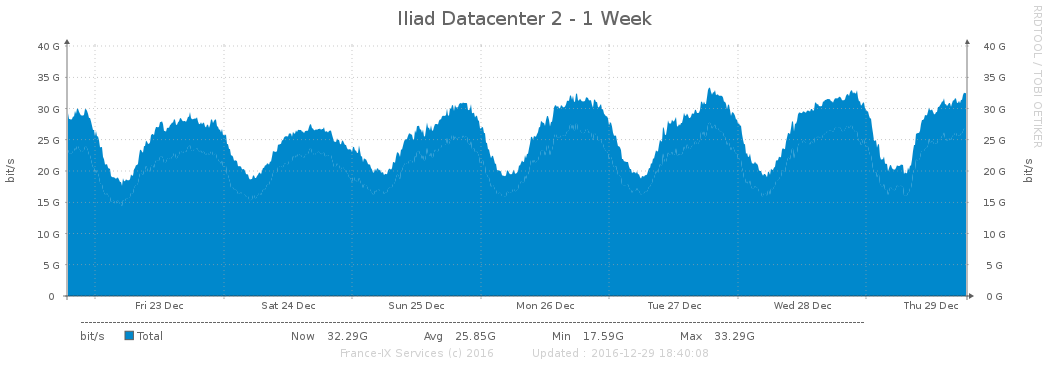 Iliad Datacenter 2 - 1 Week
RRDTOOL / TOBI OETIKER
40 G 40 G
35 G 35 G
30 G 30 G
25 G 25 G
20 G 20 G
15 G 15 G
10 G 10 G
5 G 5 G
0 0 G
bit/s bit/s
Fri 23 Dec Sat 24 Dec Sun 25 Dec Mon 26 Dec Tue 27 Dec Wed 28 Dec Thu 29 Dec
bit/s Total Now 32.29G Avg 25.85G Min 17.59G Max 33.29G
France-IX Services (c) 2016 Updated : 2016-12-29 18:40:08